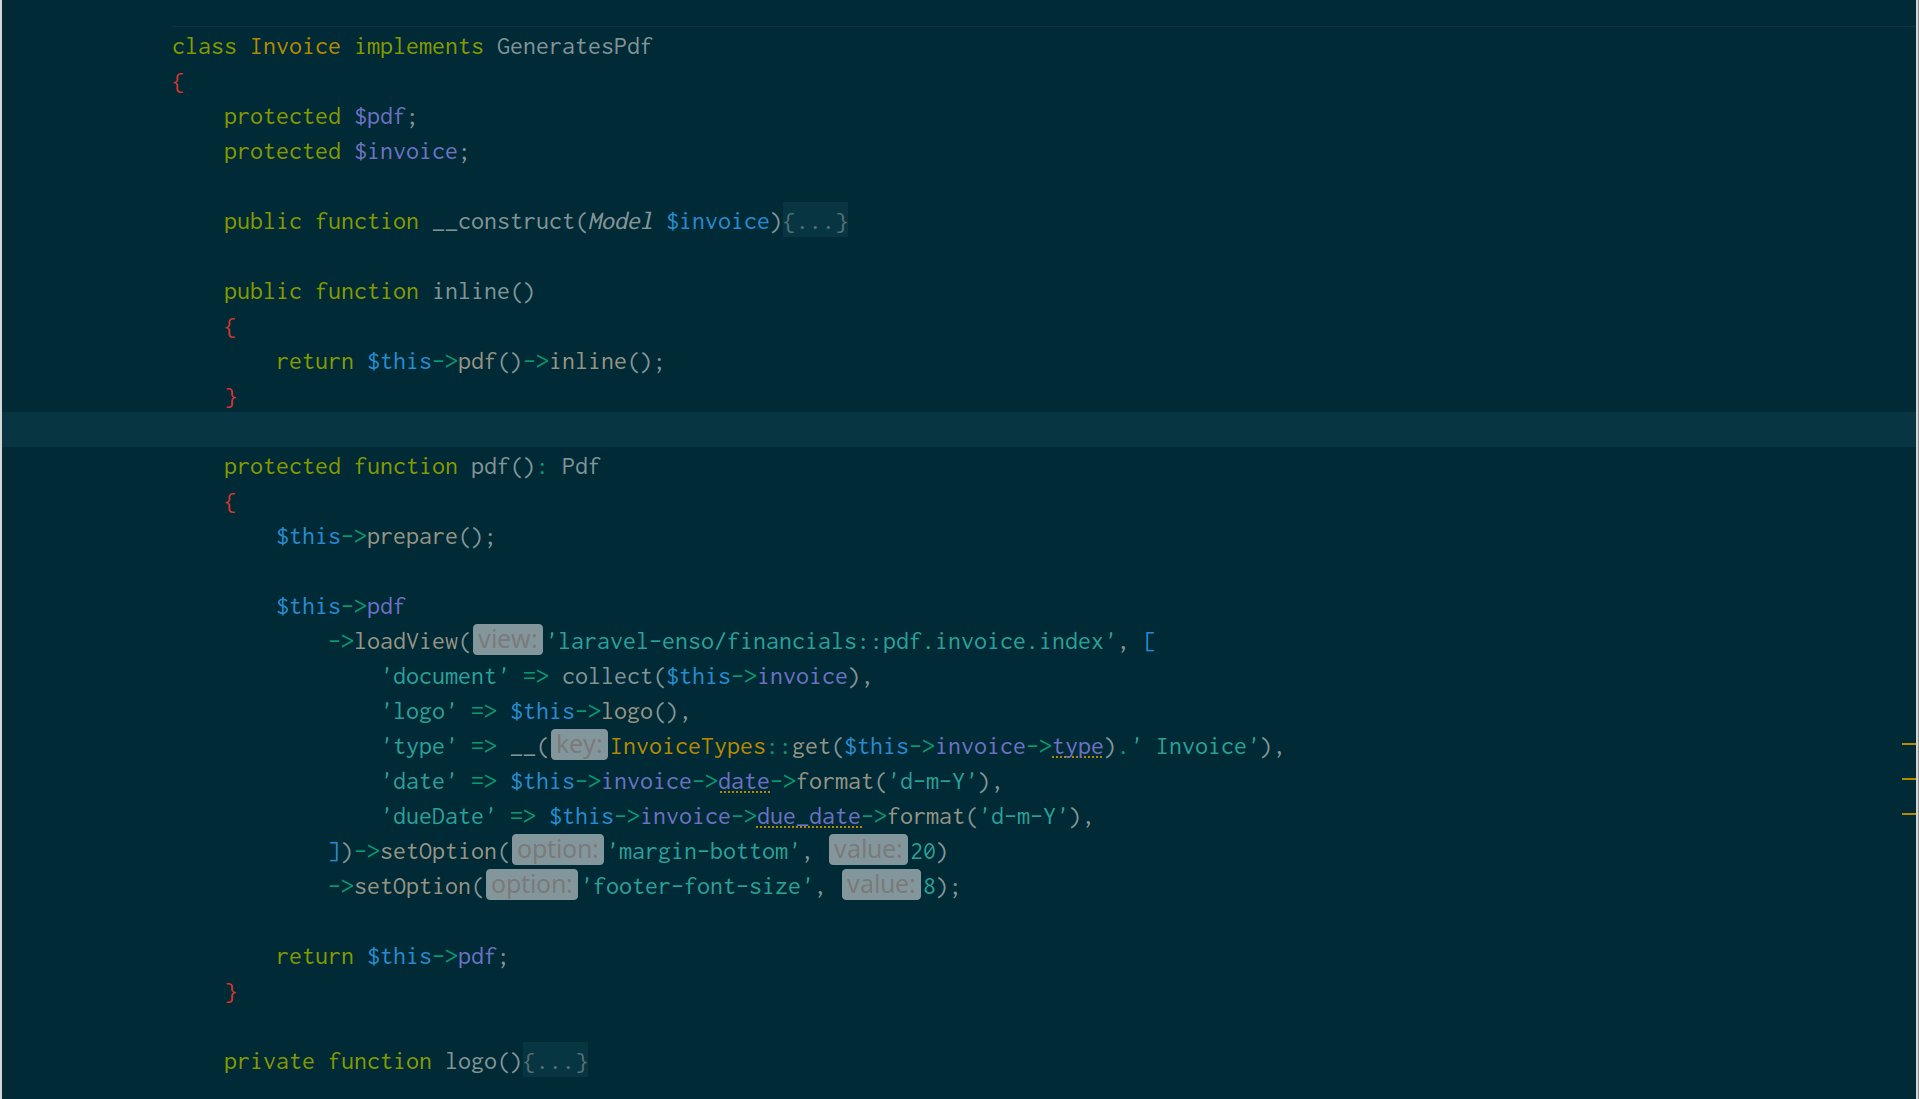 class Invoice implements GeneratesPdf
{
    protected $pdf;
    protected $invoice;
    public function __construct(Model $invoice){...}
    public function inline()
    {
        return $this->pdf()->inline();
    }
    protected function pdf(): Pdf
    {
        $this->prepare();
        $this->pdf
            ->loadView( view: 'laravel-enso/financials::pdf.invoice.index', [
                'document' => collect($this->invoice),
                'logo' => $this->logo(),
                'type' => __( key: InvoiceTypes::get($this->invoice->type).' Invoice'),
                'date' => $this->invoice->date->format('d-m-Y'),
                'dueDate' => $this->invoice->due_date->format('d-m-Y'),
            ])->setOption( option: 'margin-bottom', value: 20)
            ->setOption( option: 'footer-font-size', value: 8);
        return $this->pdf;
    }
    private function logo(){...}